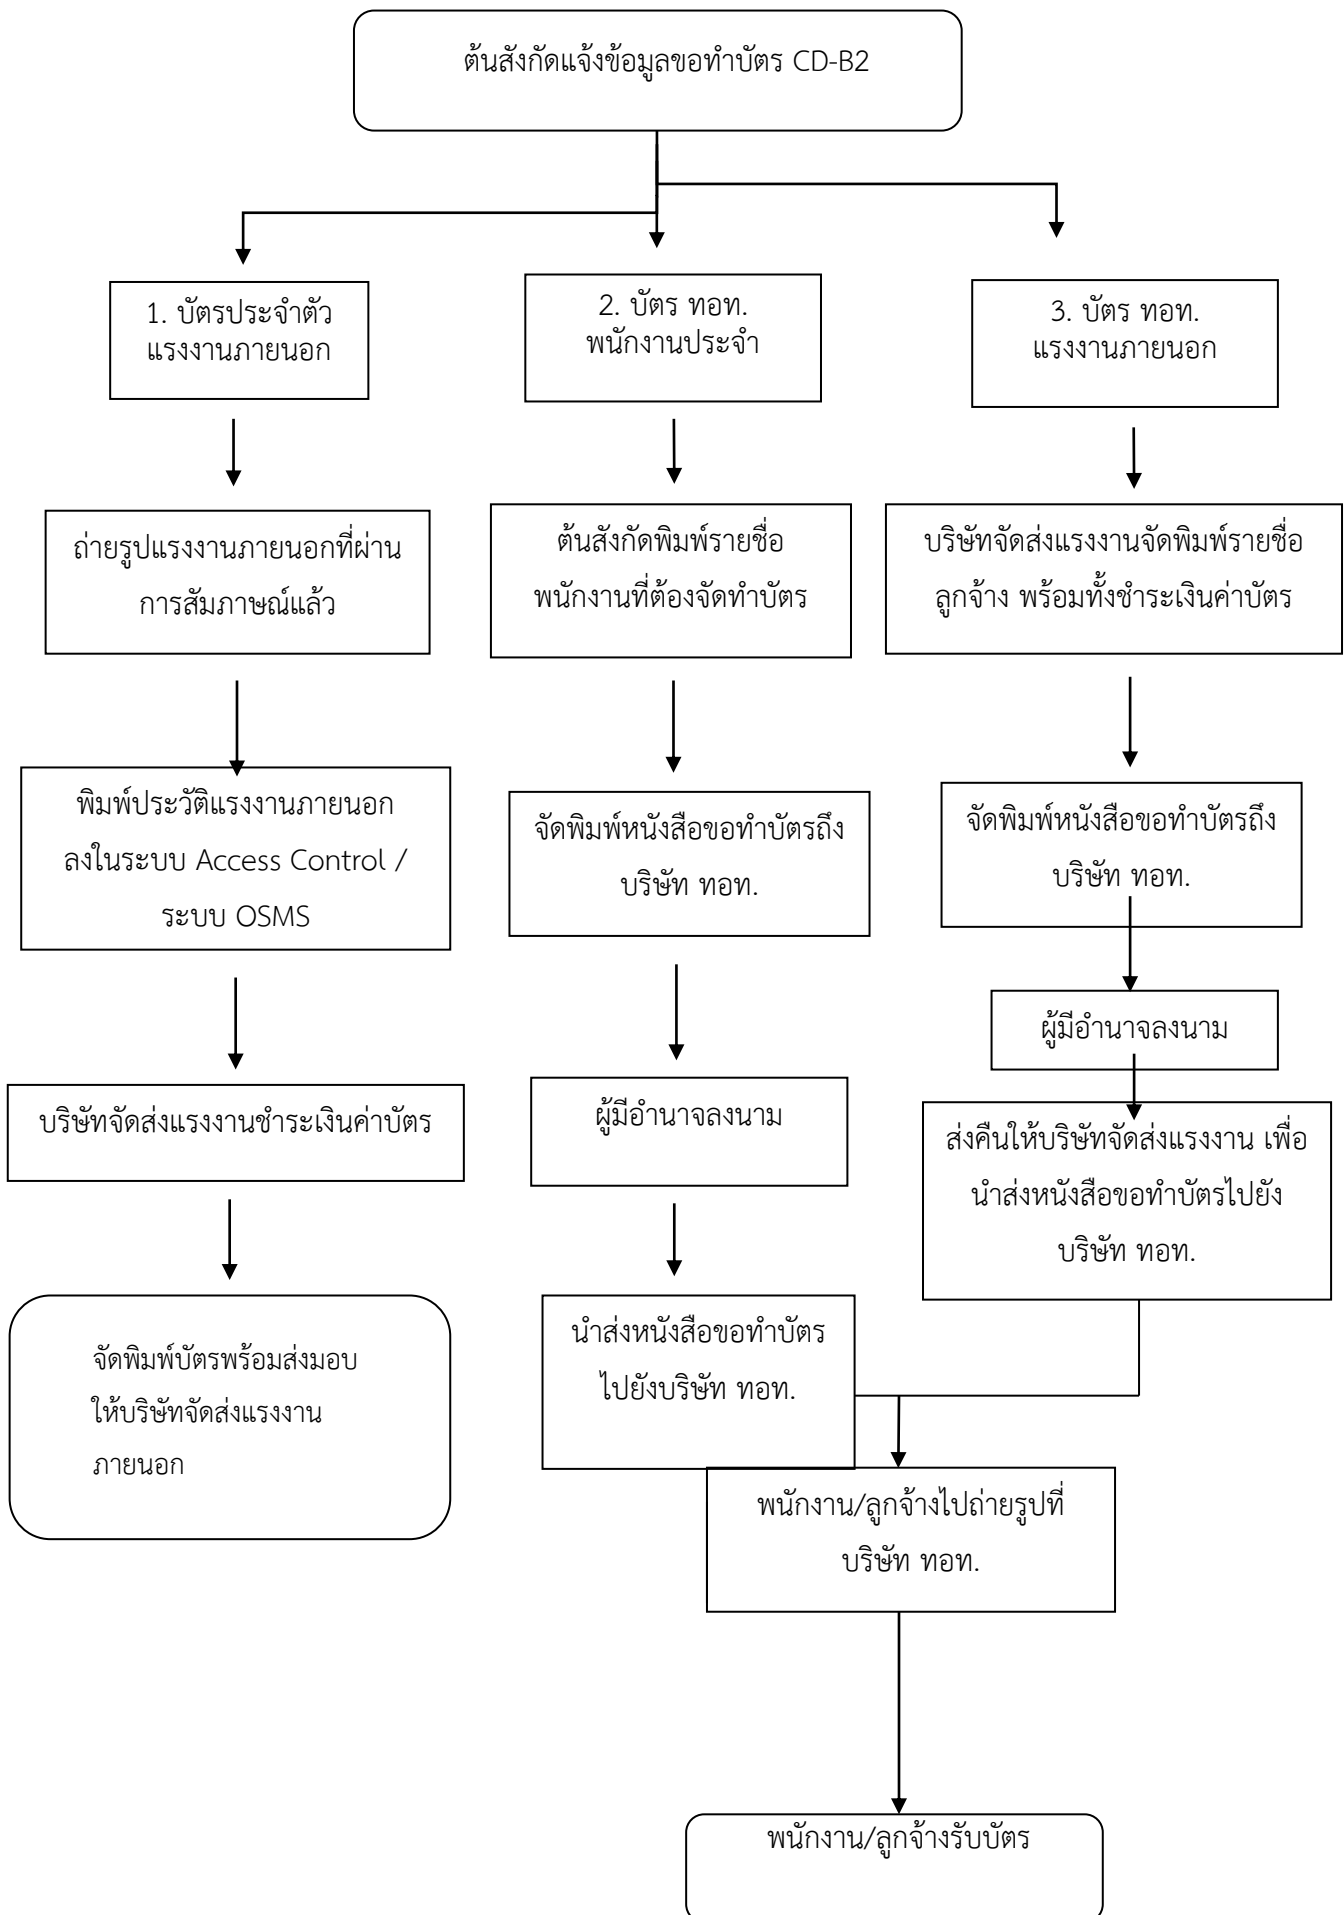 ต้นสังกัดแจ้งข้อมูลขอทำบัตร CD-B2
1. บัตรประจำตัว
แรงงานภายนอก
2. บัตร ทอท.
พนักงานประจำ
3. บัตร ทอท.
แรงงานภายนอก
ถ่ายรูปแรงงานภายนอกที่ผ่าน
การสัมภาษณ์แล้ว
ต้นสังกัดพิมพ์รายชื่อ
พนักงานที่ต้องจัดทำบัตร
บริษัทจัดส่งแรงงานจัดพิมพ์รายชื่อ
ลูกจ้าง พร้อมทั้งชำระเงินค่าบัตร
พิมพ์ประวัติแรงงานภายนอก
ลงในระบบ Access Control /
ระบบ OSMS
จัดพิมพ์หนังสือขอทำบัตรถึง
บริษัท ทอท.
จัดพิมพ์หนังสือขอทำบัตรถึง
บริษัท ทอท.
ผู้มีอำนาจลงนาม
บริษัทจัดส่งแรงงานชำระเงินค่าบัตร
ผู้มีอำนาจลงนาม
ส่งคืนให้บริษัทจัดส่งแรงงาน เพื่อ
นำส่งหนังสือขอทำบัตรไปยัง
บริษัท ทอท.
จัดพิมพ์บัตรพร้อมส่งมอบ
ให้บริษัทจัดส่งแรงงาน
ภายนอก
นำส่งหนังสือขอทำบัตร
ไปยังบริษัท ทอท.
พนักงาน/ลูกจ้างไปถ่ายรูปที่
บริษัท ทอท.
พนักงาน/ลูกจ้างรับบัตร